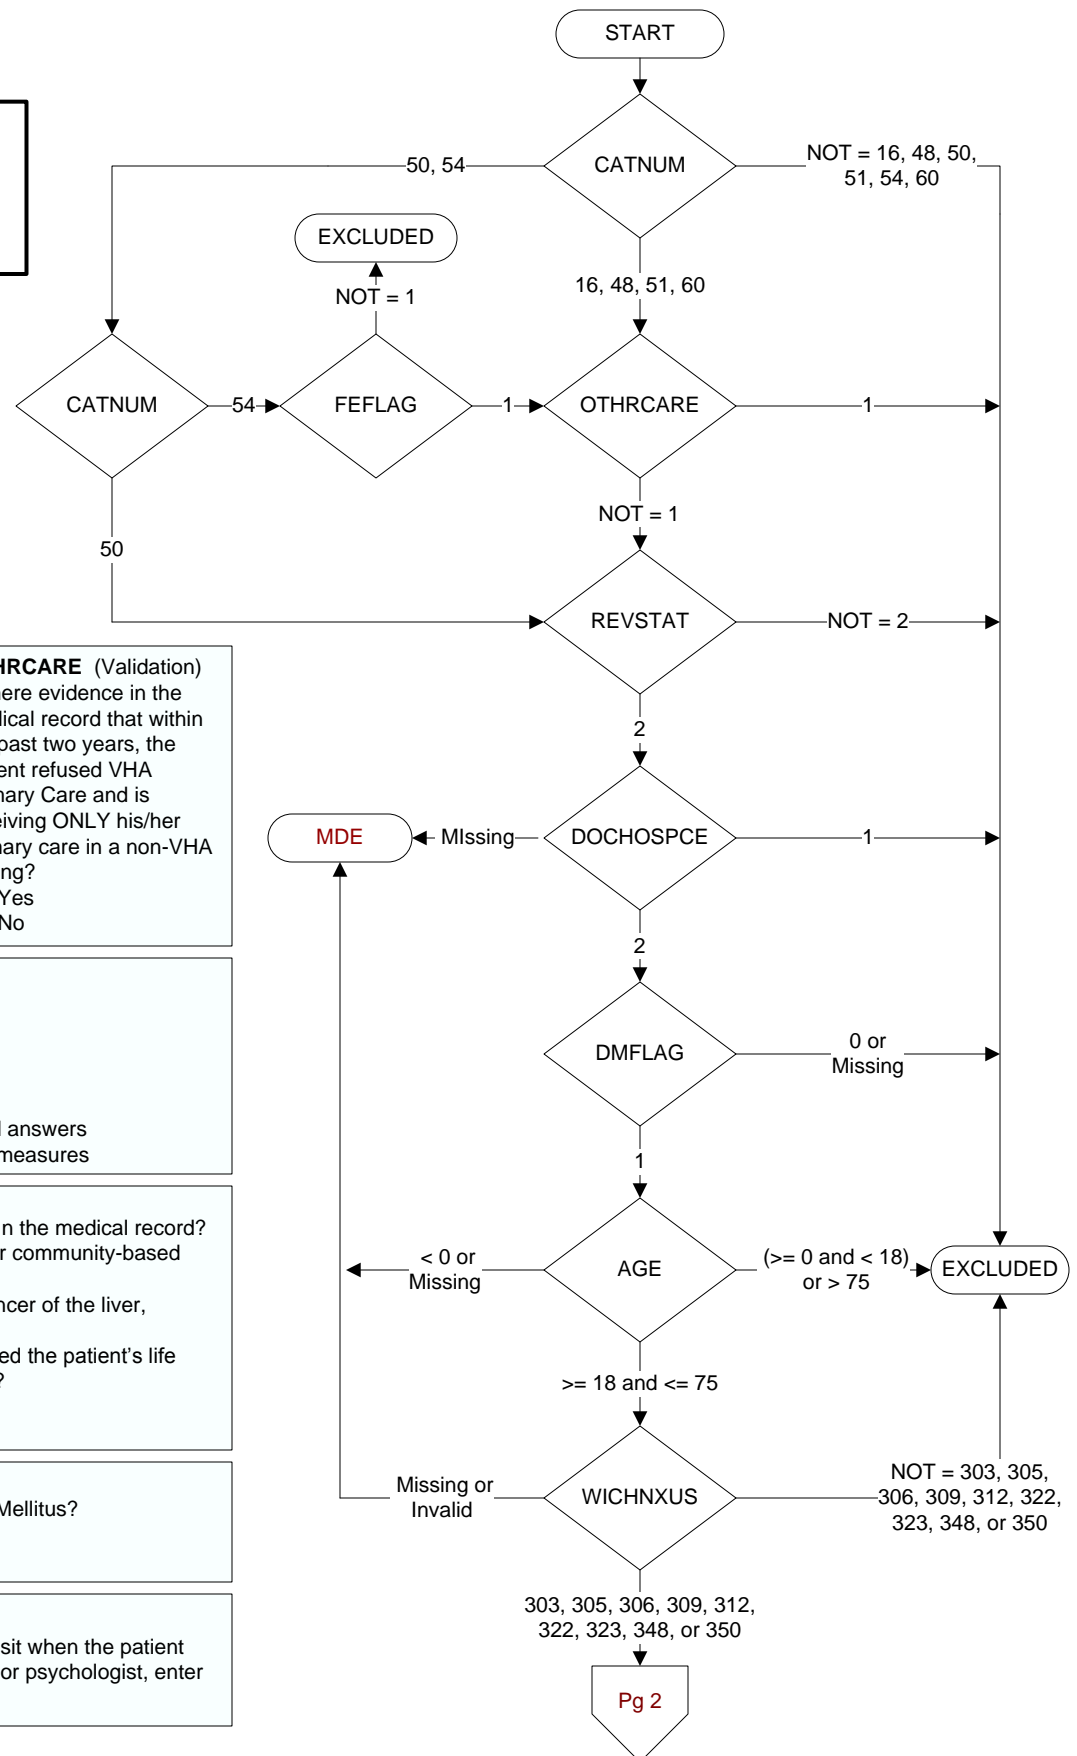 START
CATNUM
50, 54
NOT = 16, 48, 50,
51, 54, 60
EXCLUDED
NOT = 1
16, 48, 51, 60
CATNUM
54
FEFLAG
1
OTHRCARE
1
NOT = 1
50
REVSTAT
NOT = 2
2
MDE
MIssing
DOCHOSPCE
1
2
DMFLAG
0 or
Missing
1
< 0 or
Missing
AGE
(>= 0 and < 18)
or > 75
EXCLUDED
>= 18 and <= 75
Missing or
Invalid
WICHNXUS
NOT = 303, 305,
306, 309, 312, 322,
323, 348, or 350
303, 305, 306, 309, 312,
322, 323, 348, or 350
Pg 2
HRCARE (Validation)
here evidence in the
dical record that within
past two years, the
ent refused VHA
nary Care and is
eiving ONLY his/her
nary care in a non-VHA
ng?
Yes
No
answers
measures
n the medical record?
r community-based
ncer of the liver,
ed the patient's life
?
Mellitus?
sit when the patient
or psychologist, enter